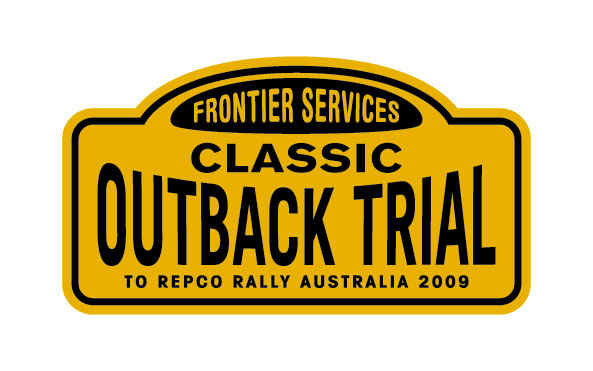 FRONTIER SERVICES
CLASSIC
OUTBACK TRIAL
TO REPCO RALLY AUSTRALIA 2009